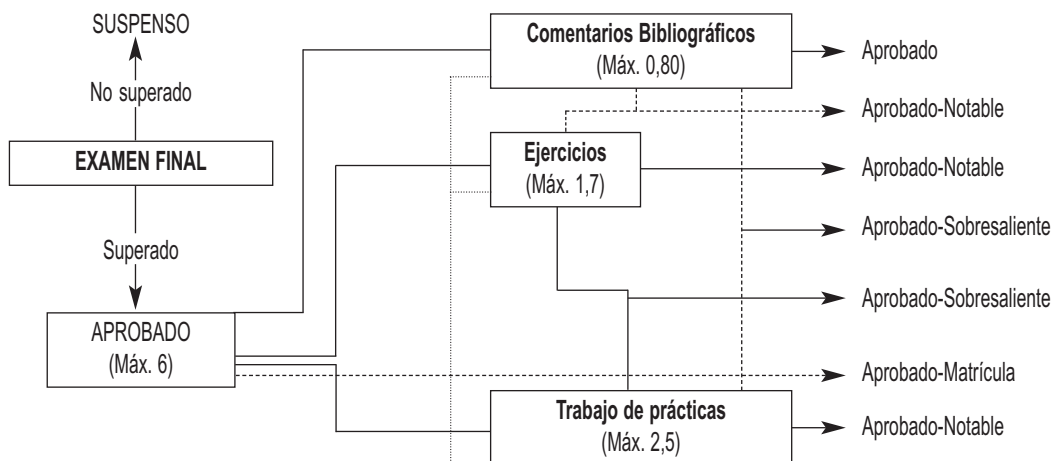 SUSPENSO
No superado
EXAMEN FINAL
Superado
APROBADO
(Máx. 6)
Comentarios Bibliográficos
(Máx. 0,80)
Ejercicios
(Máx. 1,7)
Trabajo de prácticas
(Máx. 2,5)
Aprobado
Aprobado-Notable
Aprobado-Notable
Aprobado-Sobresaliente
Aprobado-Sobresaliente
Aprobado-Matrícula
Aprobado-Notable